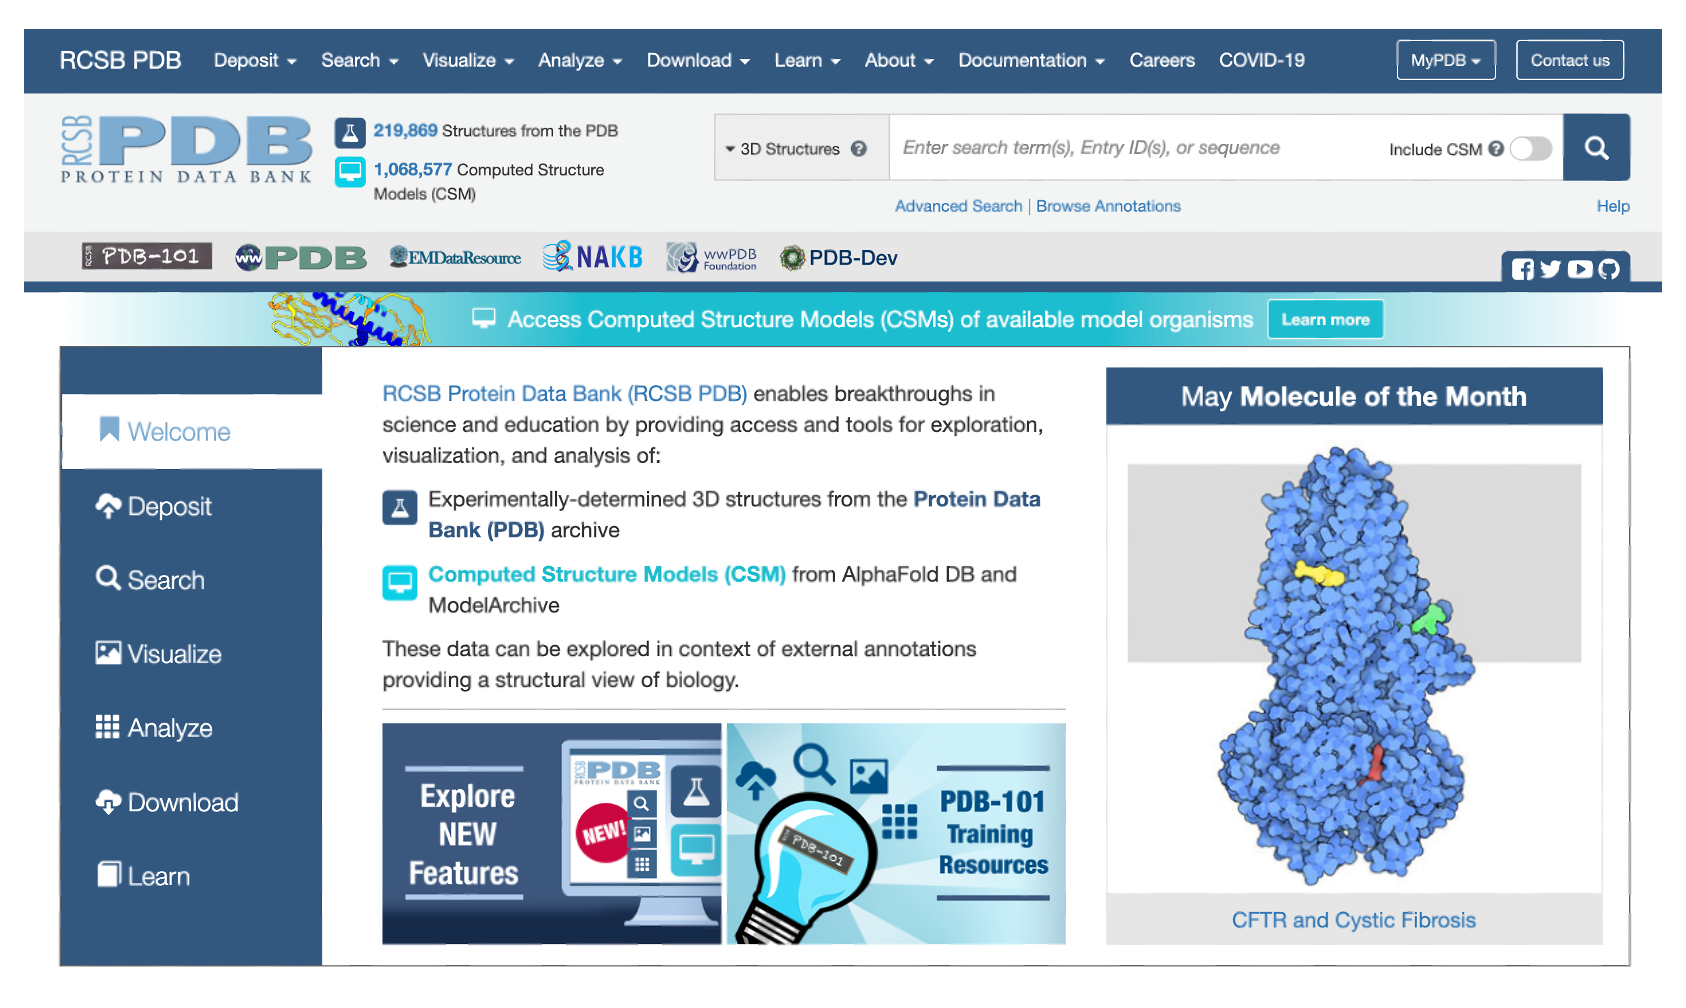 RCSB PDB Deposit Search Visualize Analyze Download Learn About Documentation Careers COVID-19 MyPDB Contact us
RCSB
PDB
PROTEIN DATA BANK
219,869 Structures from the PDB
1,068,577 Computed Structure
Models (CSM)
3D Structures
Enter search term(s), Entry ID(s), or sequence
Include CSM
Advanced Search | Browse Annotations
Help
RCSB PDB-101
wwPDB
EMDataResource
NAKB
wwPDB
Foundation
PDB-Dev
Access Computed Structure Models (CSMs) of available model organisms
Learn more
Welcome
Deposit
Search
Visualize
Analyze
Download
Learn
RCSB Protein Data Bank (RCSB PDB) enables breakthroughs in
science and education by providing access and tools for exploration,
visualization, and analysis of:
Experimentally-determined 3D structures from the Protein Data
Bank (PDB) archive
Computed Structure Models (CSM) from AlphaFold DB and
ModelArchive
These data can be explored in context of external annotations
providing a structural view of biology.
Explore
NEW
Features
RCSB
PDB
PROTEIN DATA BANK
NEW!
PDB-101
PDB-101
Training
Resources
May Molecule of the Month
CFTR and Cystic Fibrosis